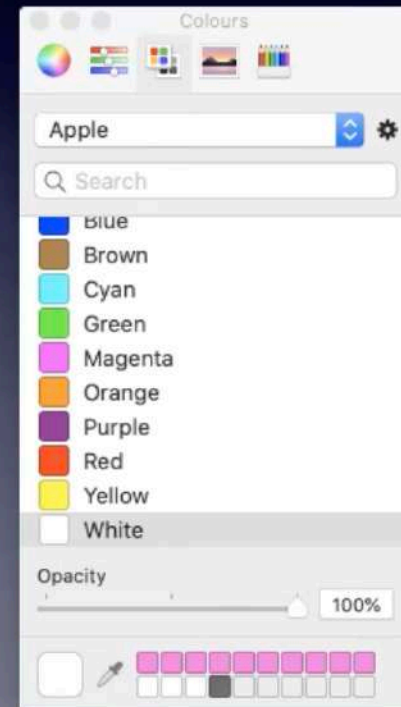 Colours
Apple
Search
Blue
Brown
Cyan
Green
Magenta
Orange
Purple
Red
Yellow
White
Opacity
100%